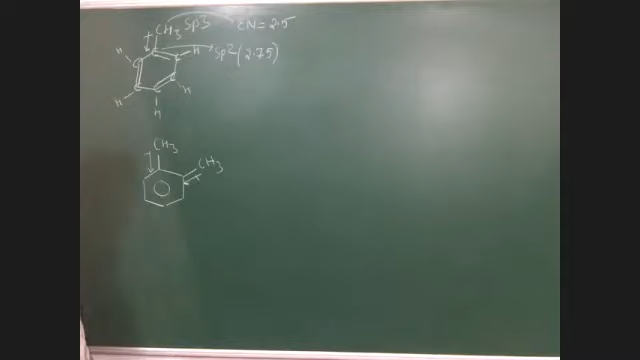 CH3 Sp3 EN = 2.5
H C H Sp2 (2.75)
H C C H
H
CH3
CH3